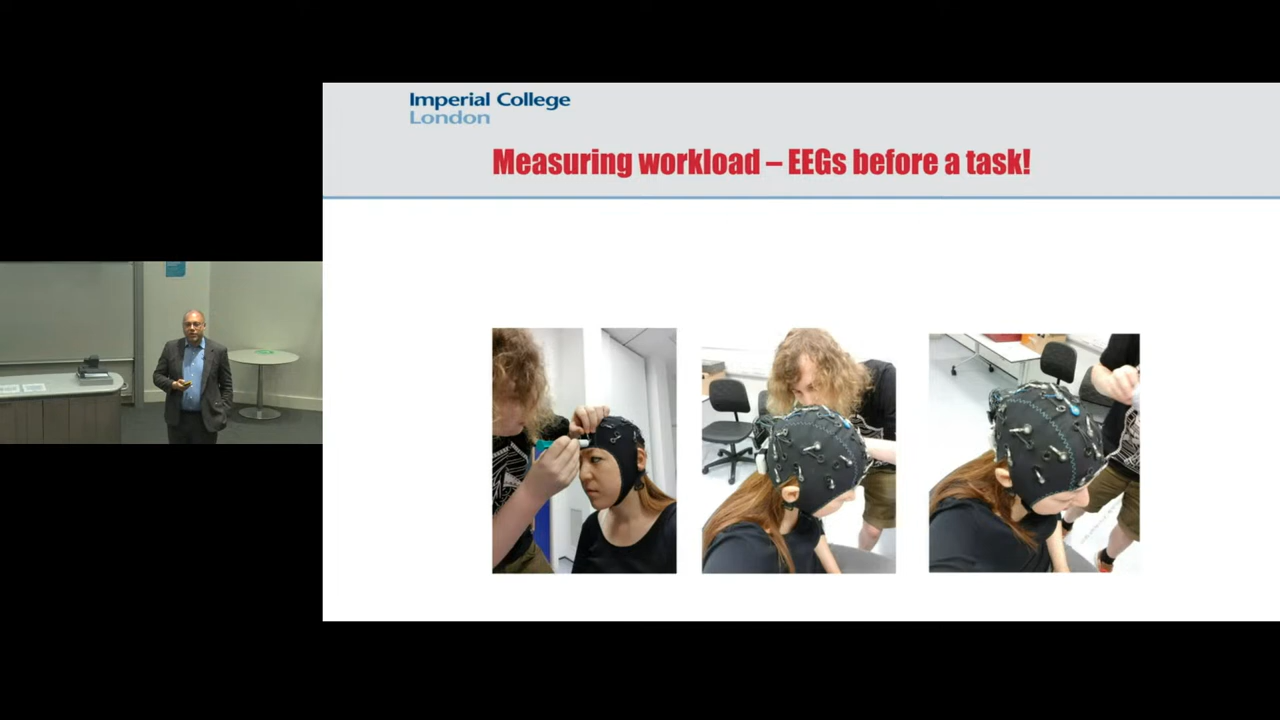 Imperial College
London
Measuring workload – EEGs before a task!